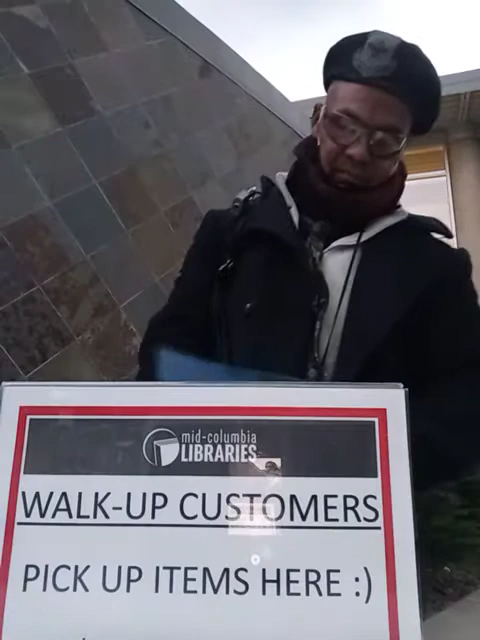 mid-columbia
LIBRARIES
WALK-UP CUSTOMERS
PICK UP ITEMS HERE :)